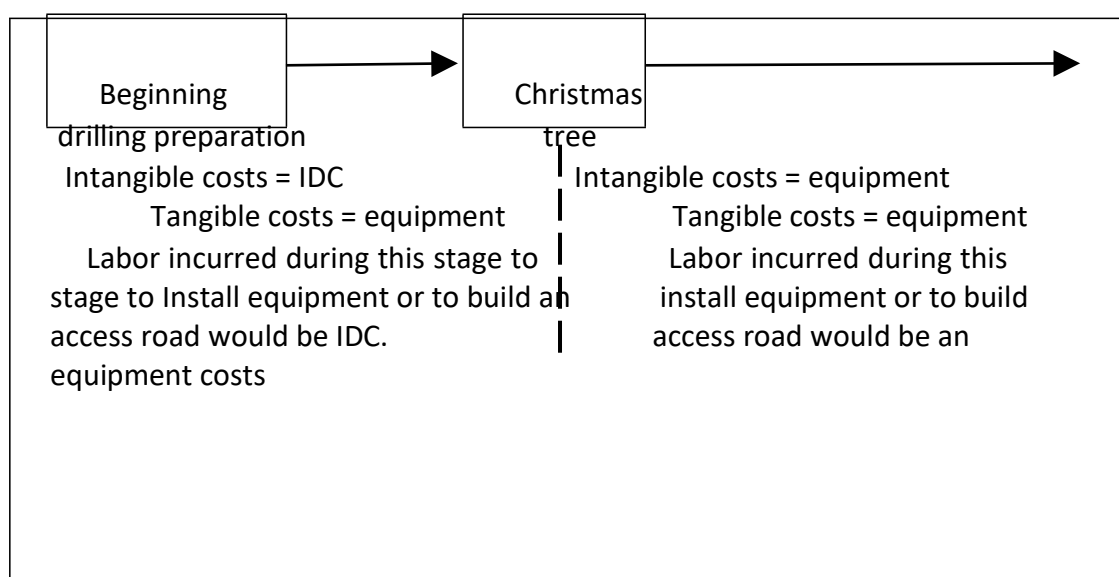 Beginning
drilling preparation
Christmas
tree
Intangible costs = IDC
Tangible costs = equipment
Labor incurred during this stage to
stage to Install equipment or to build an
access road would be IDC.
equipment costs
Intangible costs = equipment
Tangible costs = equipment
Labor incurred during this
install equipment or to build
access road would be an